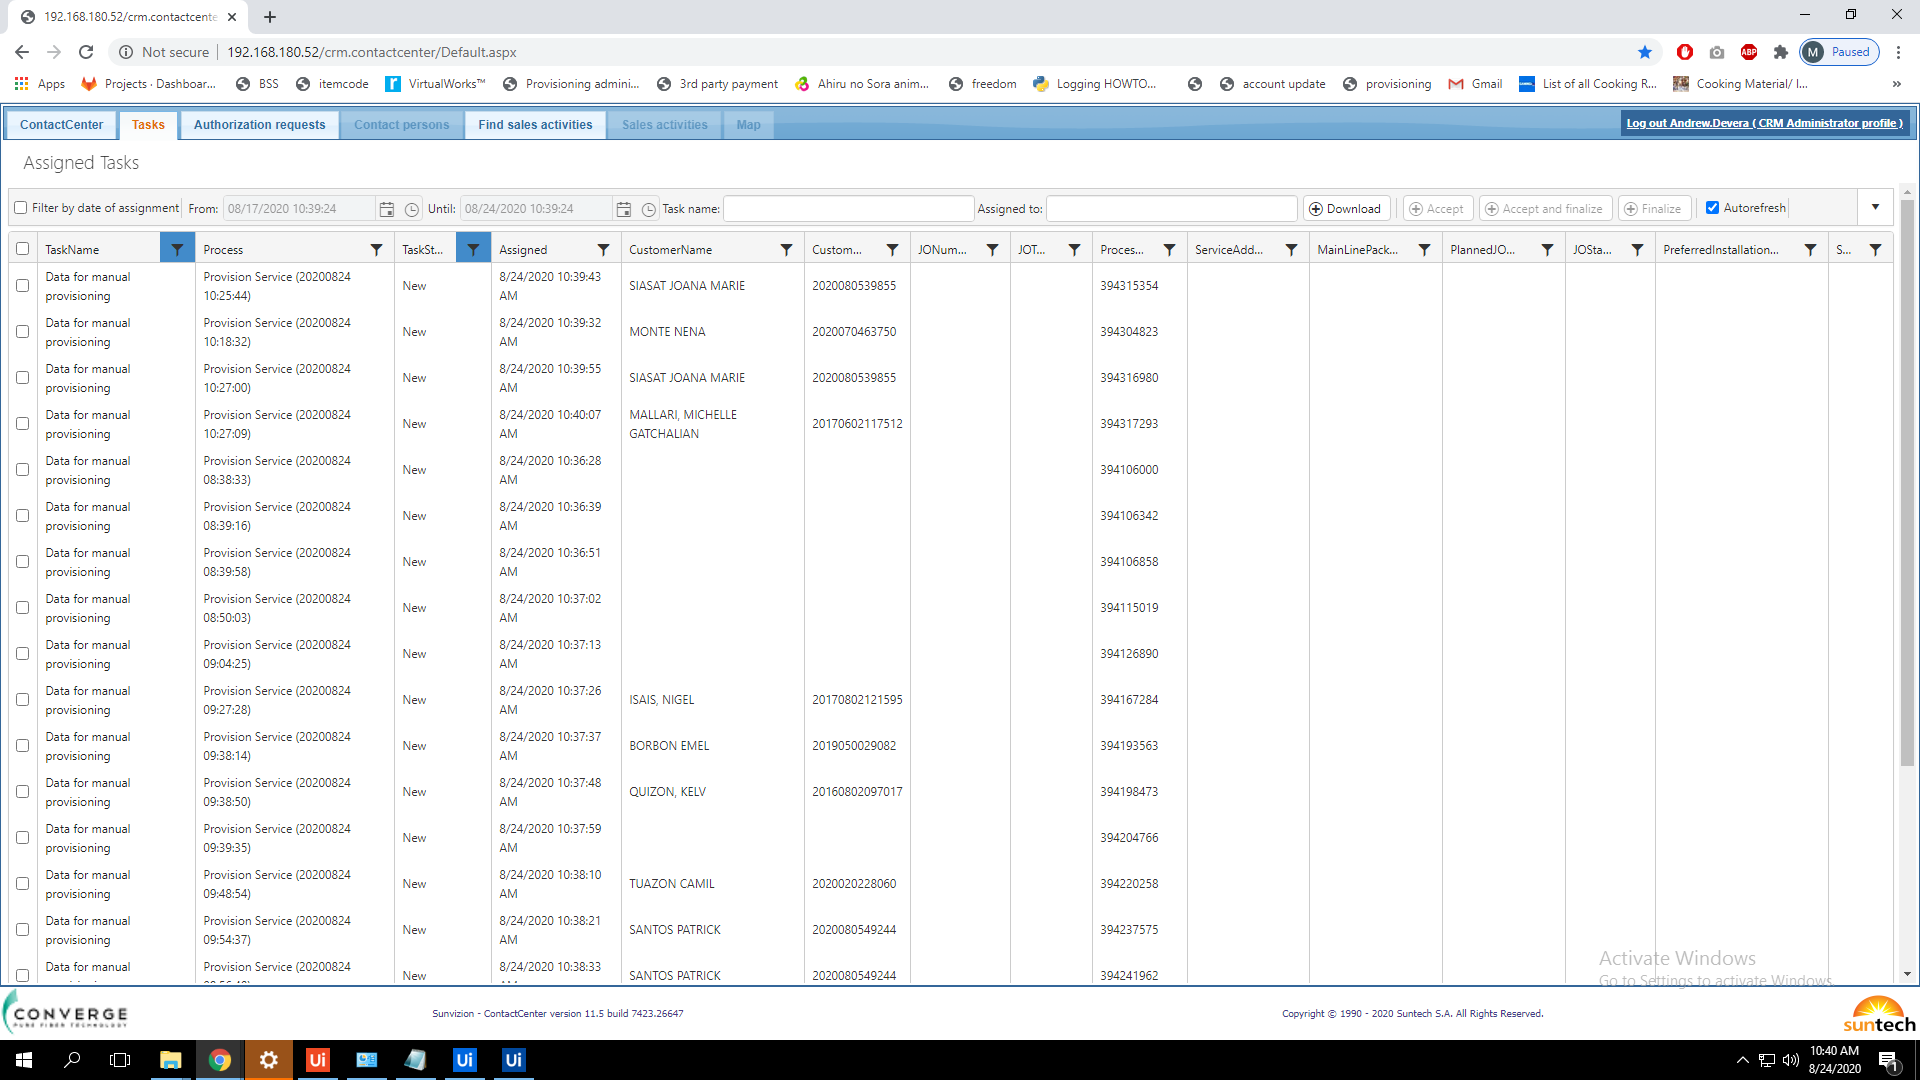 192.168.180.52/crm.contactcente
Not secure 192.168.180.52/crm.contactcenter/Default.aspx
M Paused
ABP
Apps Projects · Dashboar... BSS itemcode VirtualWorks™ Provisioning admini... 3rd party payment Ahiru no Sora anim... freedom Logging HOWTO... account update provisioning Gmail List of all Cooking R... Cooking Material/ I... »
ContactCenter Tasks Authorization requests Contact persons Find sales activities Sales activities Map Log out Andrew.Devera ( CRM Administrator profile )
Assigned Tasks
Filter by date of assignment From: 08/17/2020 10:39:24 Until: 08/24/2020 10:39:24 Task name: Assigned to: Download Accept Accept and finalize Finalize Autorefresh
TaskName Process TaskSt... Assigned CustomerName Custom... JONum... JOT... Proces... ServiceAdd... MainLinePack... PlannedJO... JOSta... PreferredInstallation... S...
Data for manual provisioning Provision Service (20200824 10:25:44) New 8/24/2020 10:39:43 AM SIASAT JOANA MARIE 2020080539855 394315354
Data for manual provisioning Provision Service (20200824 10:18:32) New 8/24/2020 10:39:32 AM MONTE NENA 2020070463750 394304823
Data for manual provisioning Provision Service (20200824 10:27:00) New 8/24/2020 10:39:55 AM SIASAT JOANA MARIE 2020080539855 394316980
Data for manual provisioning Provision Service (20200824 10:27:09) New 8/24/2020 10:40:07 AM MALLARI, MICHELLE GATCHALIAN 20170602117512 394317293
Data for manual provisioning Provision Service (20200824 08:38:33) New 8/24/2020 10:36:28 AM 394106000
Data for manual provisioning Provision Service (20200824 08:39:16) New 8/24/2020 10:36:39 AM 394106342
Data for manual provisioning Provision Service (20200824 08:39:58) New 8/24/2020 10:36:51 AM 394106858
Data for manual provisioning Provision Service (20200824 08:50:03) New 8/24/2020 10:37:02 AM 394115019
Data for manual provisioning Provision Service (20200824 09:04:25) New 8/24/2020 10:37:13 AM 394126890
Data for manual provisioning Provision Service (20200824 09:27:28) New 8/24/2020 10:37:26 AM ISAIS, NIGEL 20170802121595 394167284
Data for manual provisioning Provision Service (20200824 09:38:14) New 8/24/2020 10:37:37 AM BORBON EMEL 2019050029082 394193563
Data for manual provisioning Provision Service (20200824 09:38:50) New 8/24/2020 10:37:48 AM QUIZON, KELV 20160802097017 394198473
Data for manual provisioning Provision Service (20200824 09:39:35) New 8/24/2020 10:37:59 AM 394204766
Data for manual provisioning Provision Service (20200824 09:48:54) New 8/24/2020 10:38:10 AM TUAZON CAMIL 2020020228060 394220258
Data for manual provisioning Provision Service (20200824 09:54:37) New 8/24/2020 10:38:21 AM SANTOS PATRICK 2020080549244 394237575
Data for manual Provision Service (20200824 New 8/24/2020 10:38:33 SANTOS PATRICK 2020080549244 394241962
Activate Windows
Go to Settings to activate Windows.
CONVERGE
PURE FIBER TECHNOLOGY
Sunvizion - ContactCenter version 11.5 build 7423.26647
Copyright © 1990 - 2020 Suntech S.A. All Rights Reserved.
suntech
Ui Ui Ui
10:40 AM
8/24/2020
1